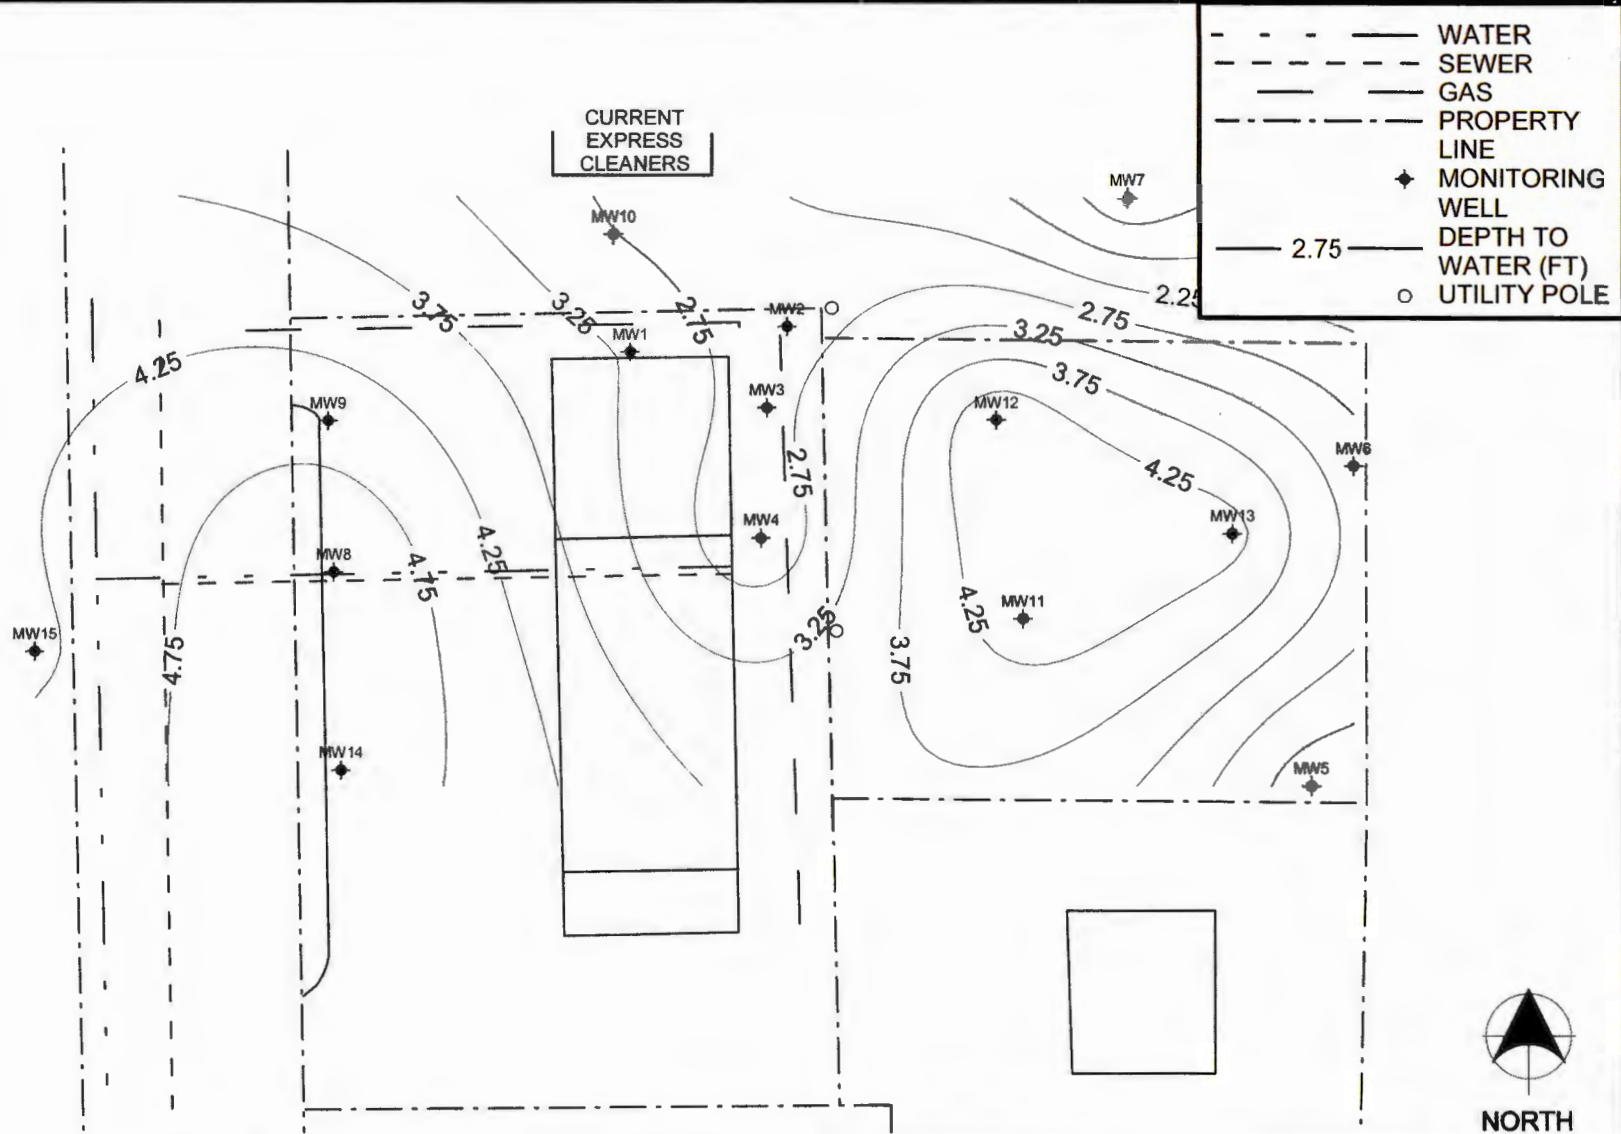 WATER
SEWER
GAS
PROPERTY
LINE
MONITORING
WELL
2.75
DEPTH TO
WATER (FT)
UTILITY POLE
CURRENT
EXPRESS
CLEANERS
MW7
MW10
3.75
3.25
2.75
MW2
2.25
2.75
3.25
MW1
4.25
3.75
MW9
MW3
MW12
MW6
2.75
4.25
MW4
MW13
4.25
MW8
4.75
MW11
4.25
MW15
3.25
4.75
3.75
MW14
MW5
NORTH